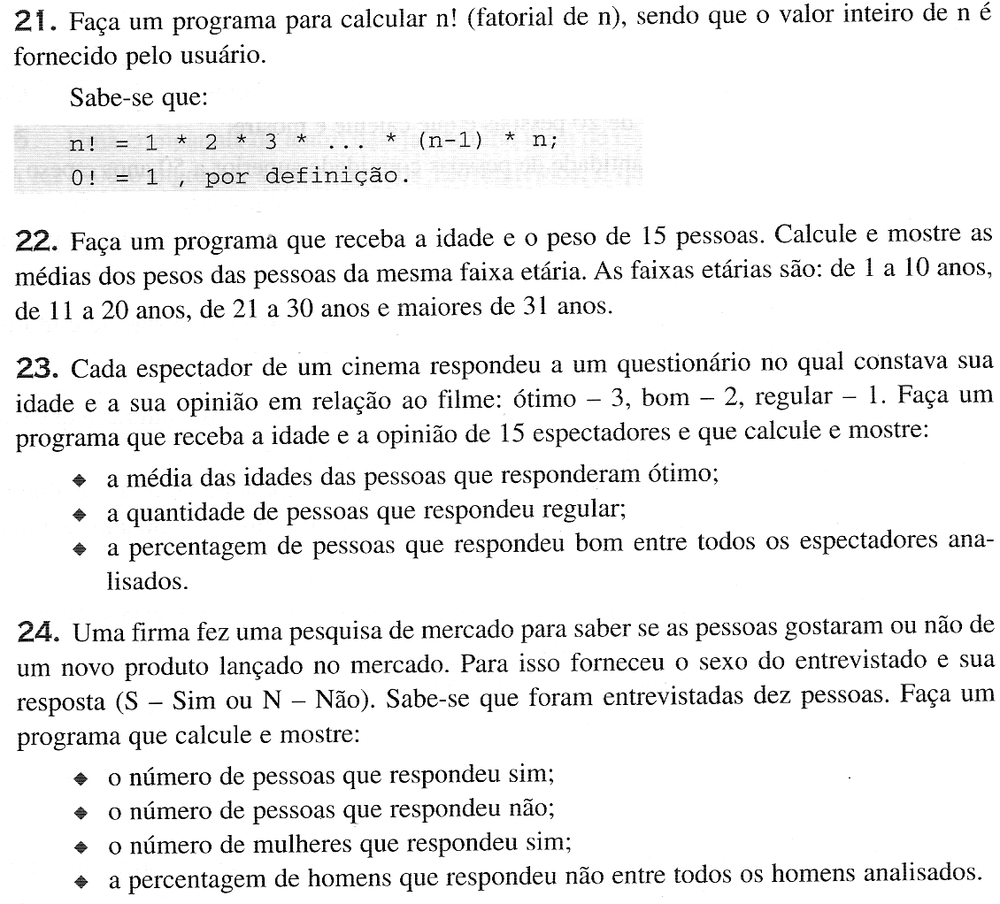 21. Faça um programa para calcular n! (fatorial de n), sendo que o valor inteiro de n é
fornecido pelo usuário.
Sabe-se que:
n! = 1 * 2 * 3 * ... * (n-1) * n;
0! = 1 , por definição.
22. Faça um programa que receba a idade e o peso de 15 pessoas. Calcule e mostre as
médias dos pesos das pessoas da mesma faixa etária. As faixas etárias são: de 1 a 10 anos,
de 11 a 20 anos, de 21 a 30 anos e maiores de 31 anos.
23. Cada espectador de um cinema respondeu a um questionário no qual constava sua
idade e a sua opinião em relação ao filme: ótimo – 3, bom – 2, regular – 1. Faça um
programa que receba a idade e a opinião de 15 espectadores e que calcule e mostre:
◆ a média das idades das pessoas que responderam ótimo;
◆ a quantidade de pessoas que respondeu regular;
◆ a percentagem de pessoas que respondeu bom entre todos os espectadores ana-
lisados.
24. Uma firma fez uma pesquisa de mercado para saber se as pessoas gostaram ou não de
um novo produto lançado no mercado. Para isso forneceu o sexo do entrevistado e sua
resposta (S – Sim ou N – Não). Sabe-se que foram entrevistadas dez pessoas. Faça um
programa que calcule e mostre:
◆ o número de pessoas que respondeu sim;
◆ o número de pessoas que respondeu não;
◆ o número de mulheres que respondeu sim;
◆ a percentagem de homens que respondeu não entre todos os homens analisados.